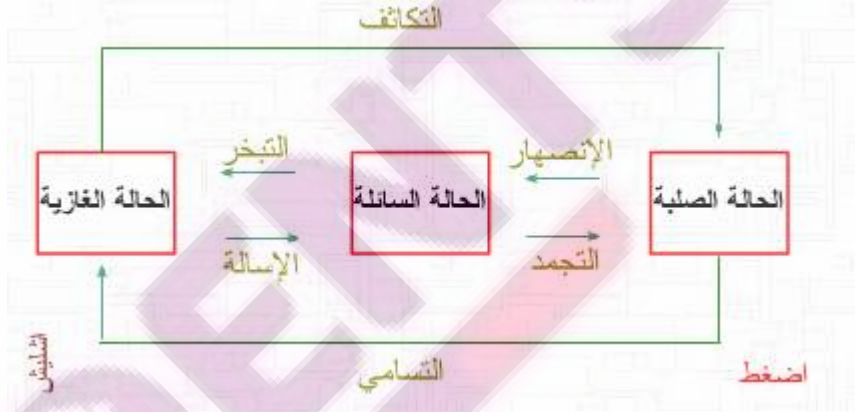 التكاثف
الإنصهار
التبخر
الحالة الصلبة
الحالة السائلة
الحالة الغازية
التجمد
الإسالة
التسامي
اضغط